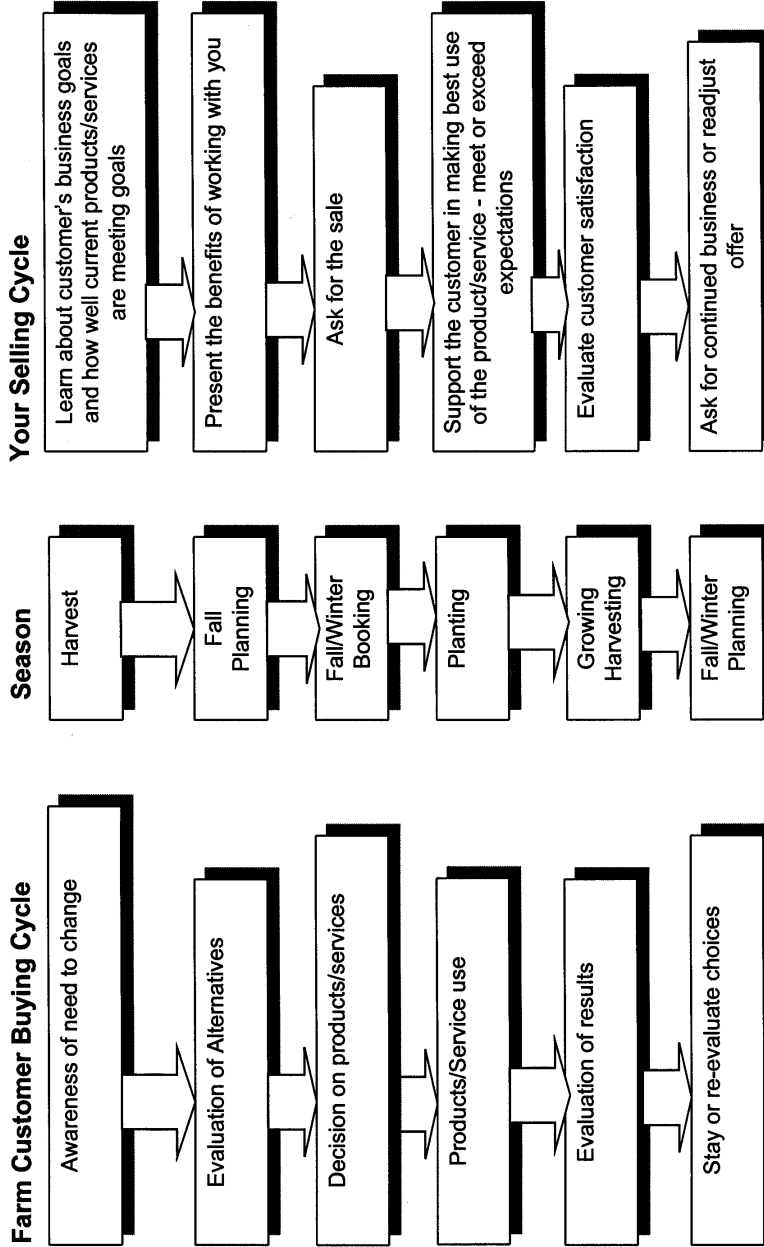 Farm Customer Buying Cycle
Awareness of need to change
Evaluation of Alternatives
Decision on products/services
Products/Service use
Evaluation of results
Stay or re-evaluate choices
Season
Harvest
Fall
Planning
Fall/Winter
Booking
Planting
Growing
Harvesting
Fall/Winter
Planning
Your Selling Cycle
Learn about customer's business goals
and how well current products/services
are meeting goals
Present the benefits of working with you
Ask for the sale
Support the customer in making best use
of the product/service - meet or exceed
expectations
Evaluate customer satisfaction
Ask for continued business or readjust
offer